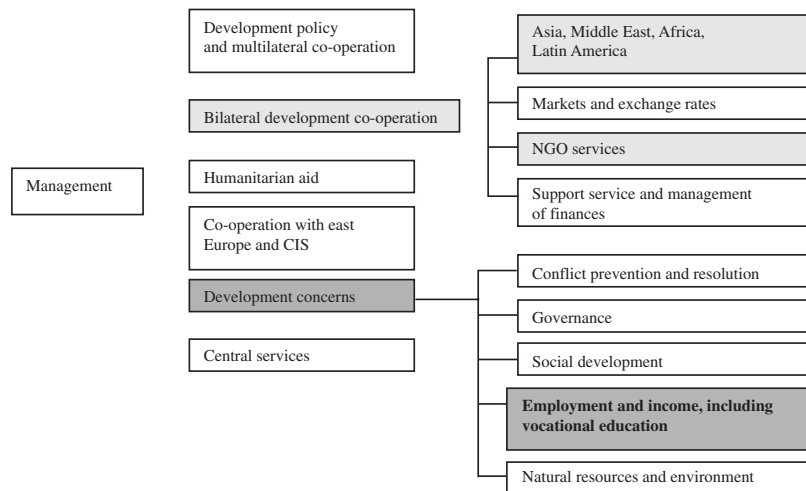 Management
Development policy
and multilateral co-operation
Bilateral development co-operation
Humanitarian aid
Co-operation with east
Europe and CIS
Development concerns
Central services
Asia, Middle East, Africa,
Latin America
Markets and exchange rates
NGO services
Support service and management
of finances
Conflict prevention and resolution
Governance
Social development
Employment and income, including
vocational education
Natural resources and environment